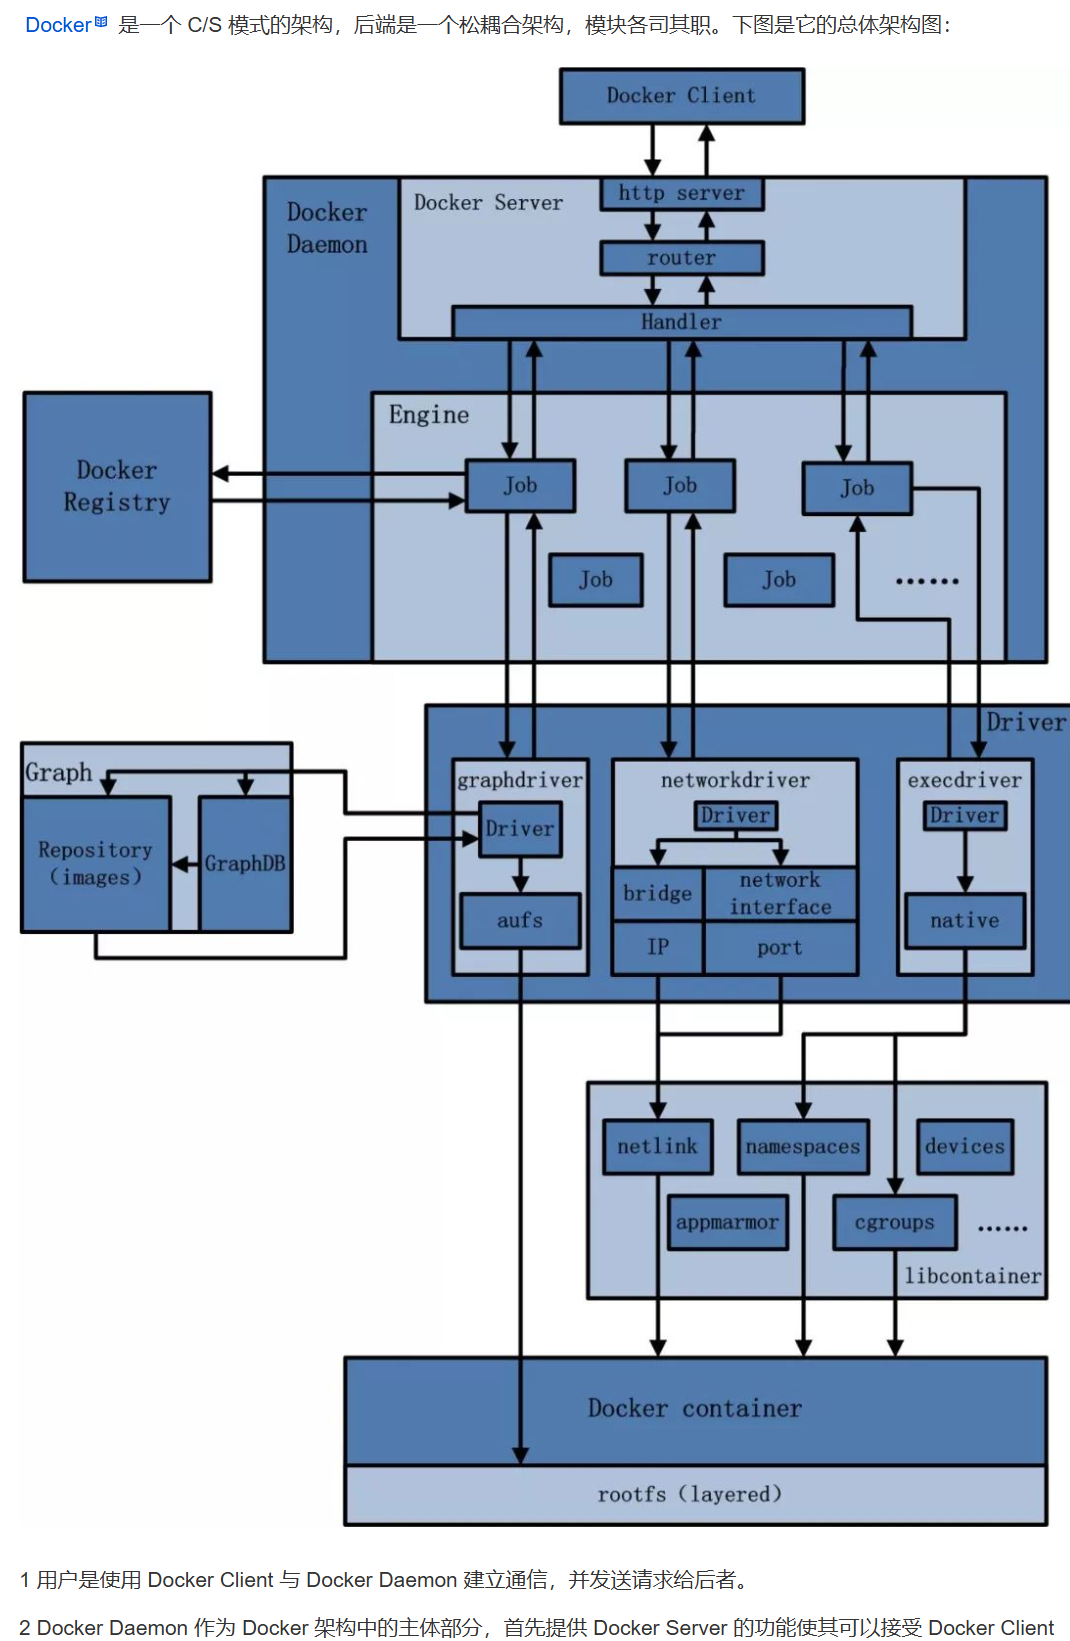 Docker 是一个 C/S 模式的架构，后端是一个松耦合架构，模块各司其职。下图是它的总体架构图：
Docker Client
Docker
Daemon
Docker Server
http server
router
Handler
Engine
Docker
Registry
Job
Job
Job
Job
Job
……
Driver
Graph
Repository
（images）
GraphDB
graphdriver
Driver
aufs
networkdriver
Driver
bridge
network
interface
IP
port
execdriver
Driver
native
netlink
namespaces
devices
appmarmor
cgroups
……
libcontainer
Docker container
rootfs（layered）
1 用户是使用 Docker Client 与 Docker Daemon 建立通信，并发送请求给后者。
2 Docker Daemon 作为 Docker 架构中的主体部分，首先提供 Docker Server 的功能使其可以接受 Docker Client